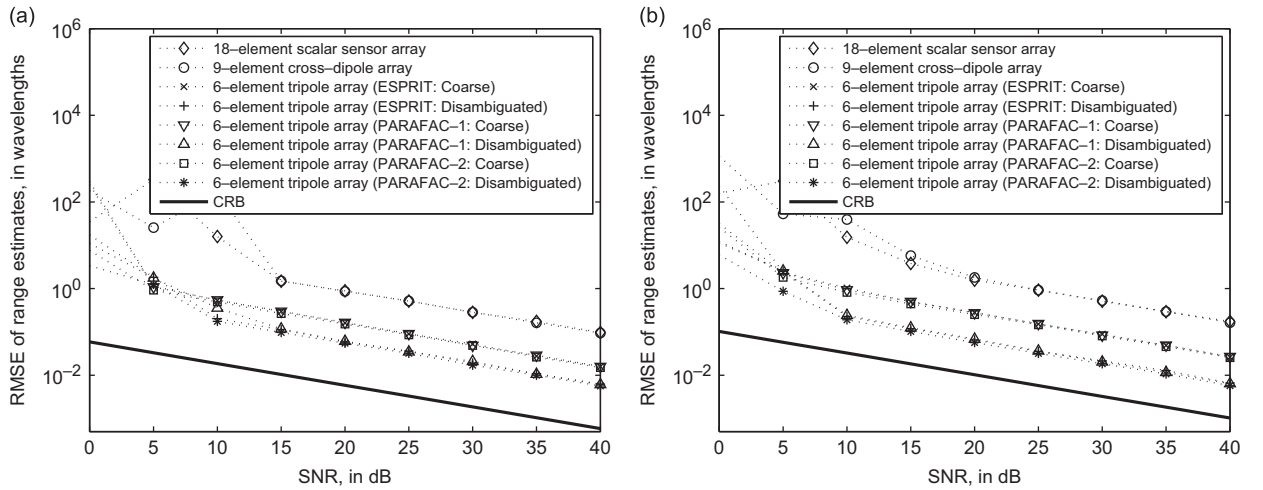 (a)
RMSE of range estimates, in wavelengths
10^6
10^4
10^2
10^0
10^−2
18–element scalar sensor array
9–element cross–dipole array
6–element tripole array (ESPRIT: Coarse)
6–element tripole array (ESPRIT: Disambiguated)
6–element tripole array (PARAFAC–1: Coarse)
6–element tripole array (PARAFAC–1: Disambiguated)
6–element tripole array (PARAFAC–2: Coarse)
6–element tripole array (PARAFAC–2: Disambiguated)
CRB
0 5 10 15 20 25 30 35 40
SNR, in dB
(b)
RMSE of range estimates, in wavelengths
10^6
10^4
10^2
10^0
10^−2
18–element scalar sensor array
9–element cross–dipole array
6–element tripole array (ESPRIT: Coarse)
6–element tripole array (ESPRIT: Disambiguated)
6–element tripole array (PARAFAC–1: Coarse)
6–element tripole array (PARAFAC–1: Disambiguated)
6–element tripole array (PARAFAC–2: Coarse)
6–element tripole array (PARAFAC–2: Disambiguated)
CRB
0 5 10 15 20 25 30 35 40
SNR, in dB